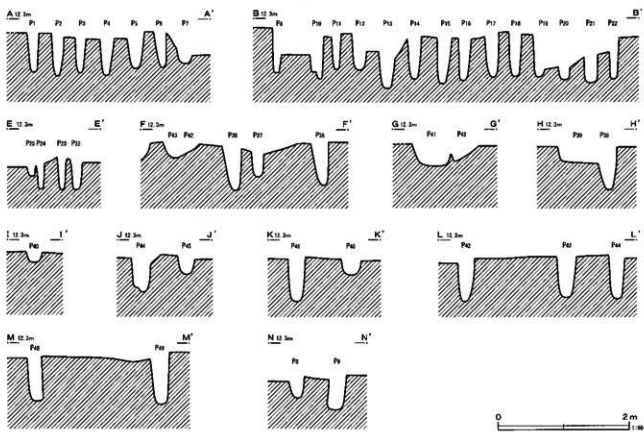 A 12.3m A'
P1 P2 P3 P4 P5 P6 P7
B 12.3m B'
P8 P10 P11 P12 P13 P14 P15 P16 P17 P18 P19 P20 P21 P22
E 12.3m E'
P25 P24 P23 P22
F 12.3m F'
P43 P42 P38 P37 P36
G 12.3m G'
P41 P42
H 12.3m H'
P39 P38
I 12.3m I'
P40
J 12.3m J'
P44 P45
K 12.3m K'
P45 P46
L 12.3m L'
P42 P43 P44
M 12.3m M'
P48 P49
N 12.3m N'
P8 P9
0 2m